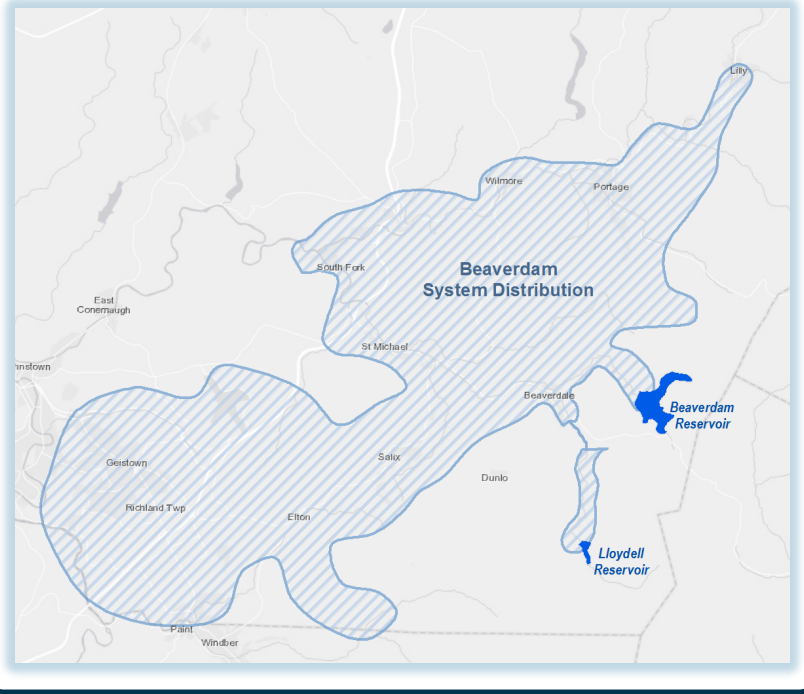 Lilly
Wilmore
Portage
South Fork
Beaverdam
System Distribution
East
Conemaugh
St Michael
nnstown
Beaverdale
Beaverdam
Reservoir
Salix
Geistown
Dunlo
Richland Twp
Elton
Lloydell
Reservoir
Paint
Windber